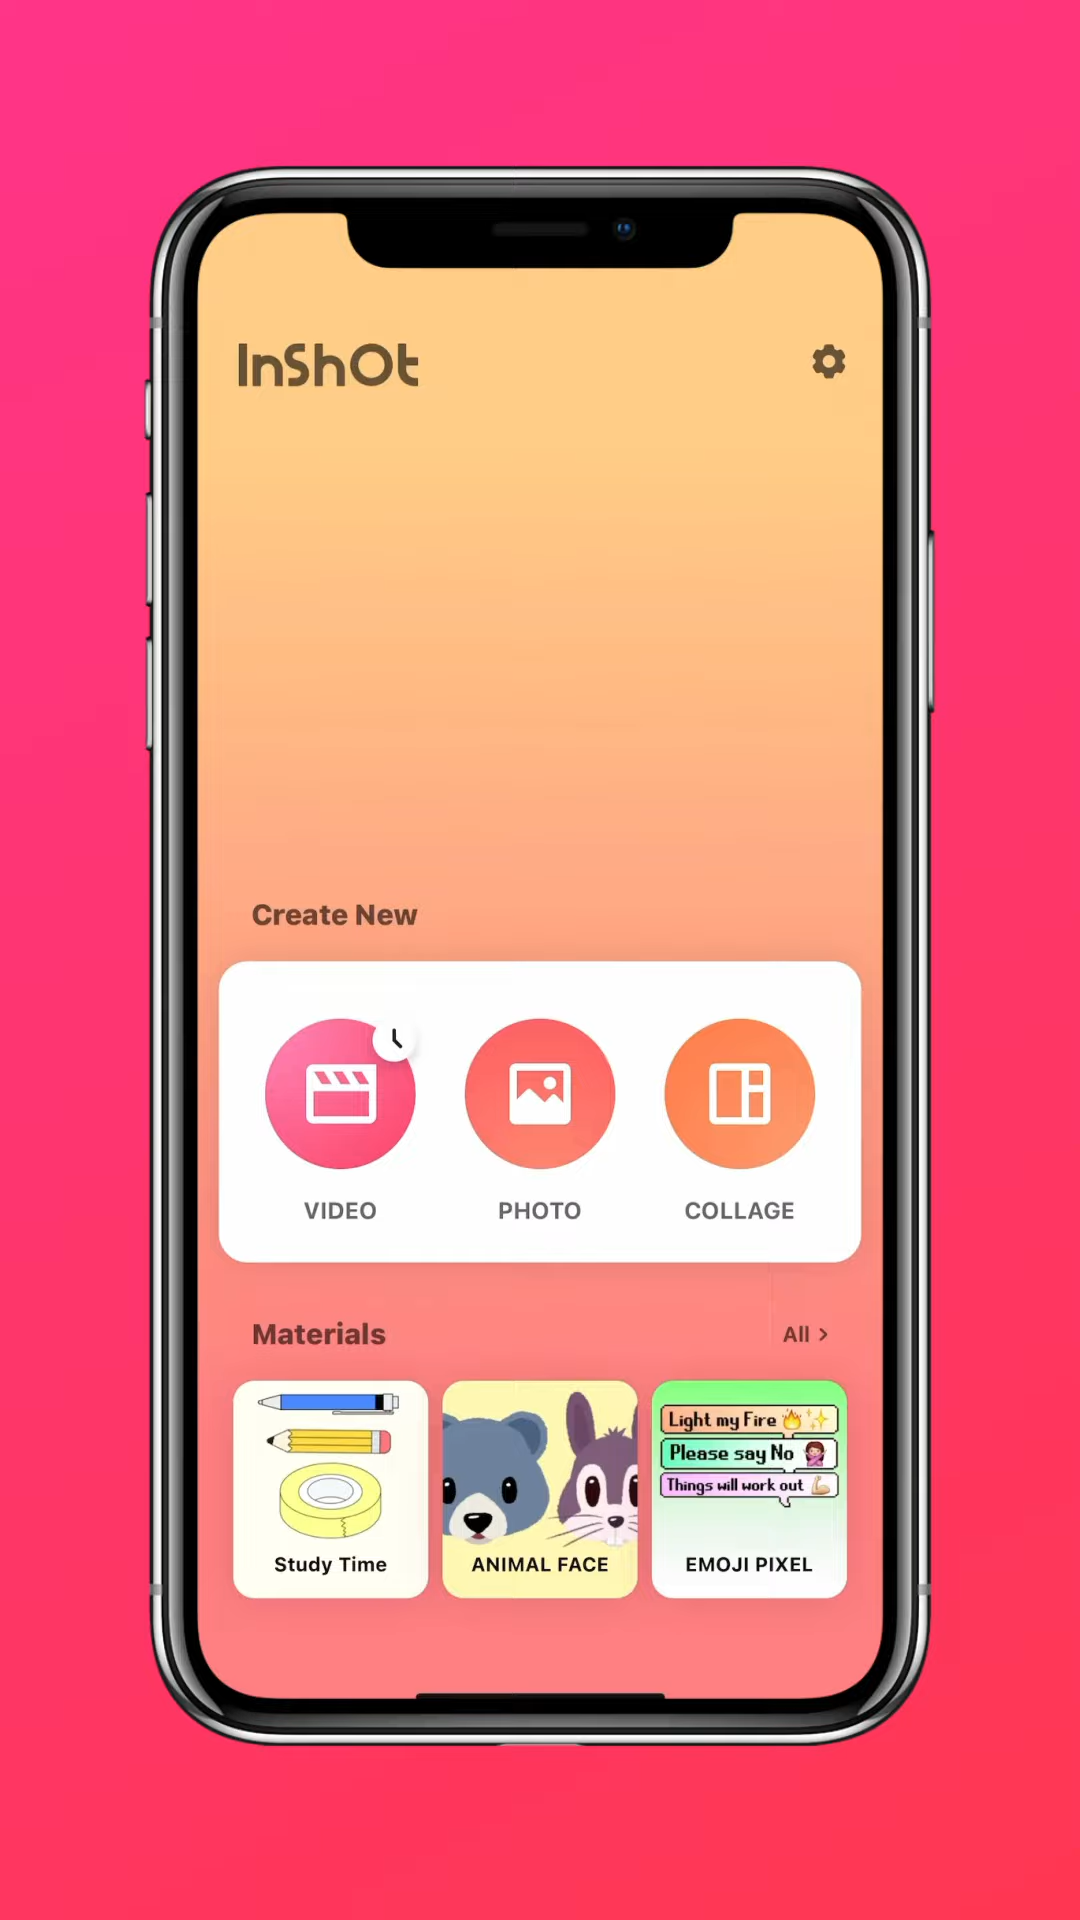 InShOt
Create New
VIDEO
PHOTO
COLLAGE
Materials
All >
Light my Fire 🔥✨
Please say No 🙅
Things will work out 💪
Study Time
ANIMAL FACE
EMOJI PIXEL